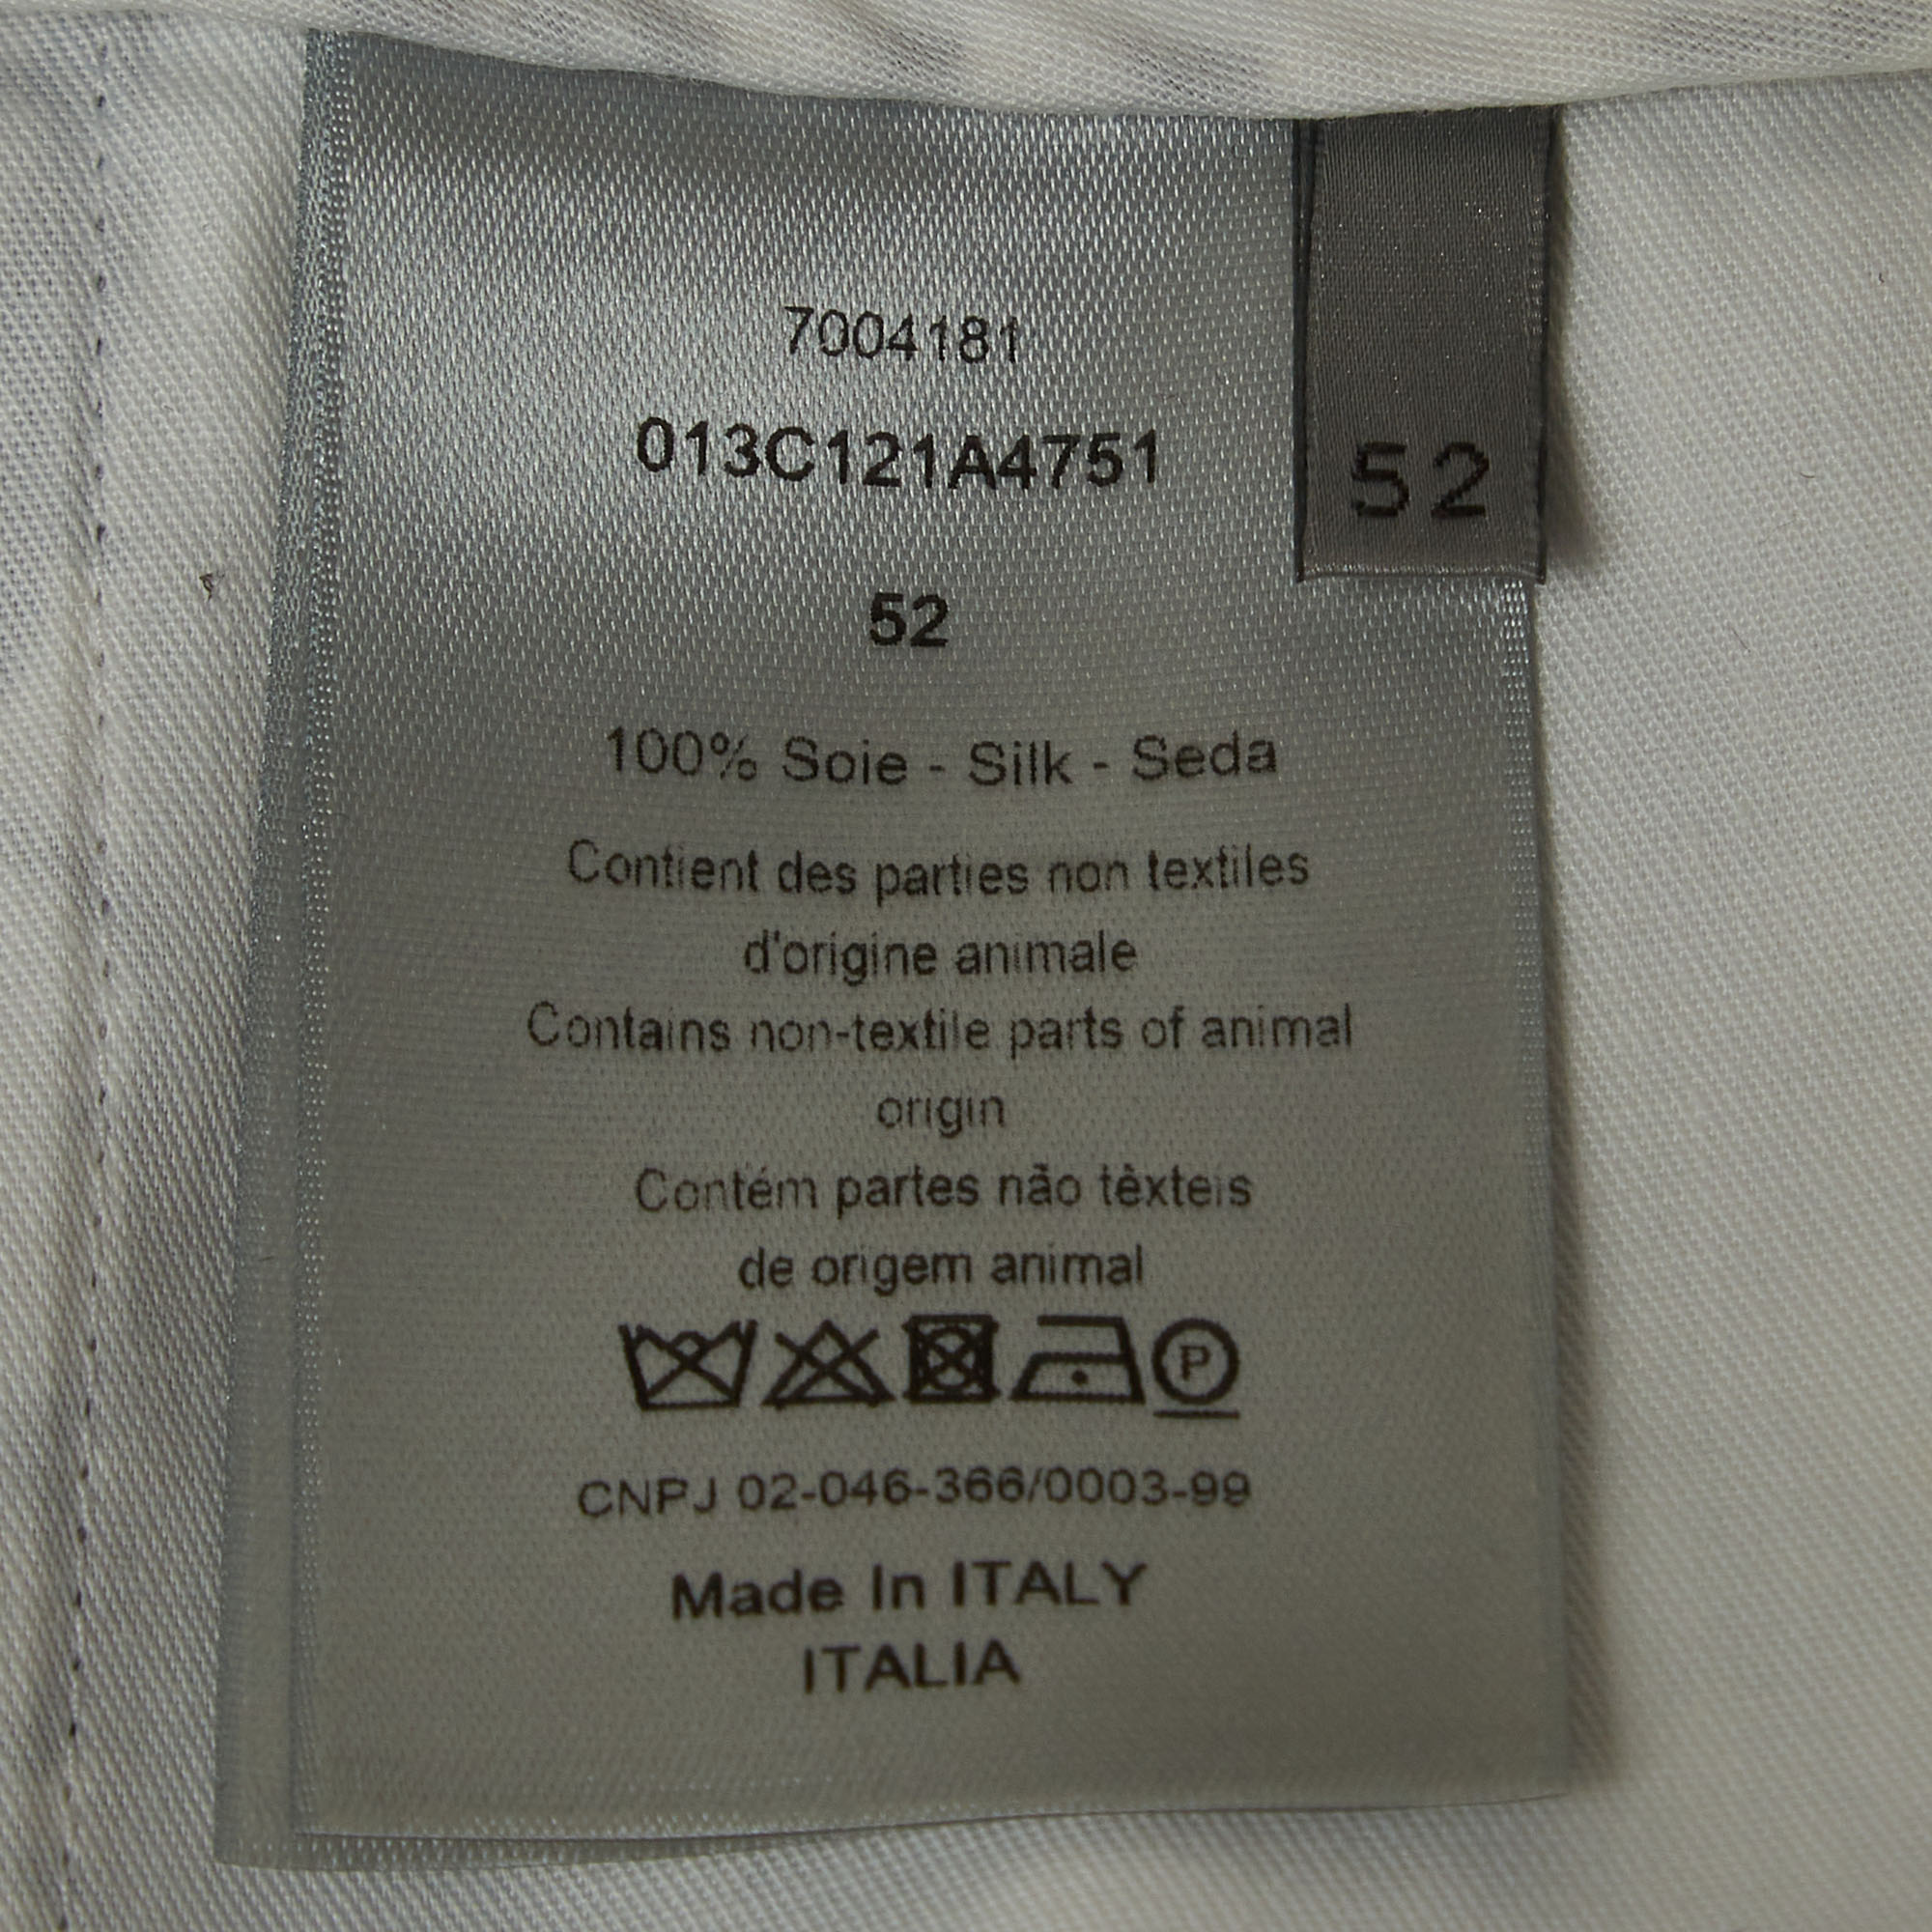 7004181
013C121A4751
52
52
100% Soie - Silk - Seda
Contient des parties non textiles
d'origine animale
Contains non-textile parts of animal
origin
Contém partes não tèxteis
de origem animal
P
CNPJ 02-046-366/0003-99
Made In ITALY
ITALIA